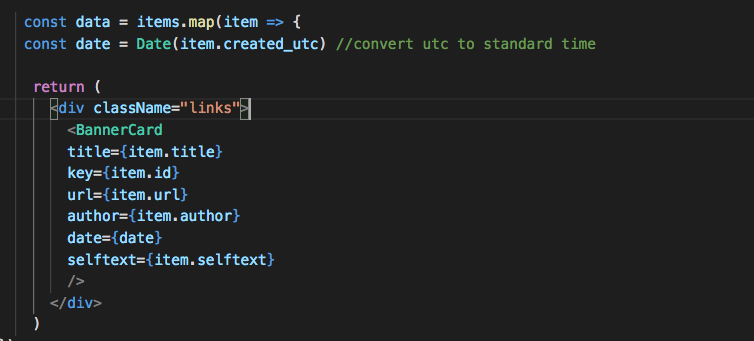 const data = items.map(item => {
const date = Date(item.created_utc) //convert utc to standard time
return (
<div className="links">
<BannerCard
title={item.title}
key={item.id}
url={item.url}
author={item.author}
date={date}
selftext={item.selftext}
/>
</div>
)